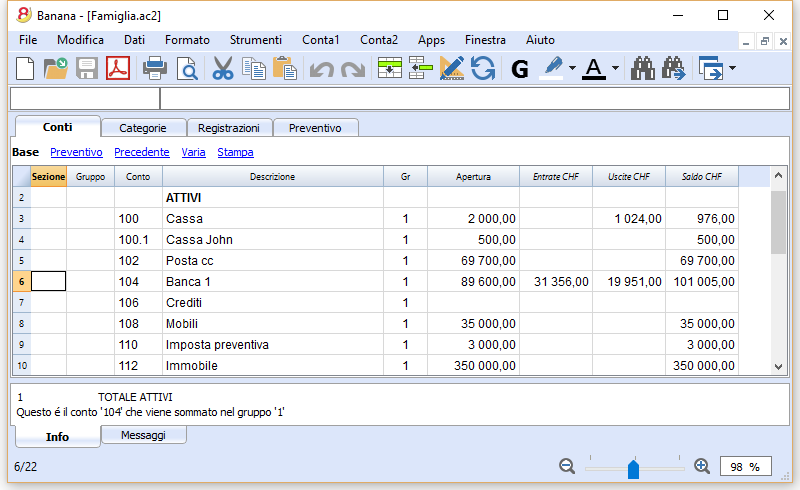 Banana - [Famiglia.ac2]
File Modifica Dati Formato Strumenti Conta1 Conta2 Apps Finestra Aiuto
G A
Conti Categorie Registrazioni Preventivo
Base Preventivo Precedente Varia Stampa
Sezione Gruppo Conto Descrizione Gr Apertura Entrate CHF Uscite CHF Saldo CHF
2 ATTIVI
3 100 Cassa 1 2 000,00 1 024,00 976,00
4 100.1 Cassa John 1 500,00 500,00
5 102 Posta cc 1 69 700,00 69 700,00
6 104 Banca 1 1 89 600,00 31 356,00 19 951,00 101 005,00
7 106 Crediti 1
8 108 Mobili 1 35 000,00 35 000,00
9 110 Imposta preventiva 1 3 000,00 3 000,00
10 112 Immobile 1 350 000,00 350 000,00
1 TOTALE ATTIVI
Questo é il conto '104' che viene sommato nel gruppo '1'
Info Messaggi
6/22 98 %